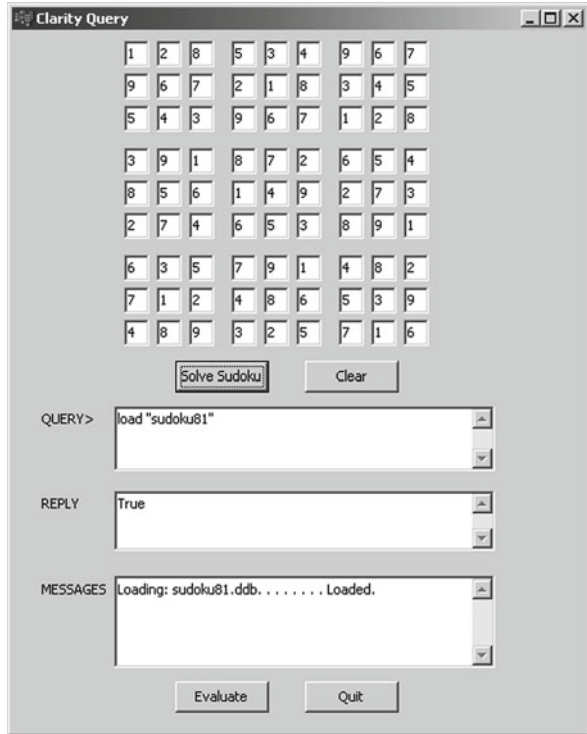 Clarity Query
1 2 8 5 3 4 9 6 7
9 6 7 2 1 8 3 4 5
5 4 3 9 6 7 1 2 8
3 9 1 8 7 2 6 5 4
8 5 6 1 4 9 2 7 3
2 7 4 6 5 3 8 9 1
6 3 5 7 9 1 4 8 2
7 1 2 4 8 6 5 3 9
4 8 9 3 2 5 7 1 6
Solve Sudoku Clear
QUERY> load "sudoku81"
REPLY True
MESSAGES Loading: sudoku81.ddb. . . . . . . . Loaded.
Evaluate Quit